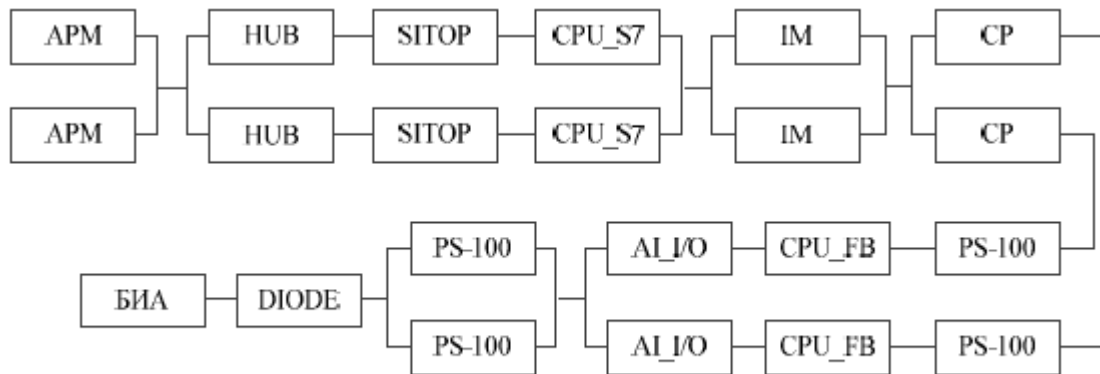 АРМ HUB SITOP CPU_S7 IM CP
АРМ HUB SITOP CPU_S7 IM CP
PS-100 AI_I/O CPU_FB PS-100
БИА DIODE
PS-100 AI_I/O CPU_FB PS-100